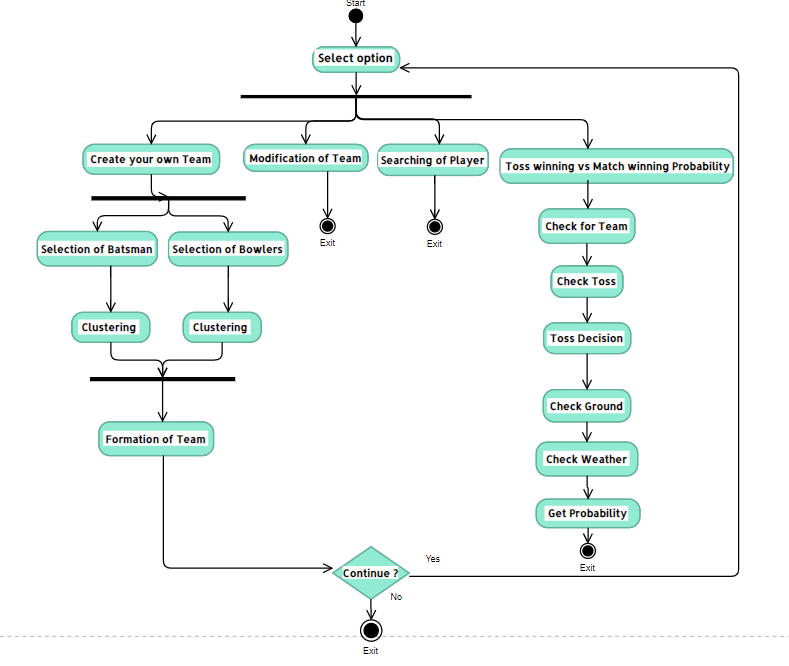 Start
Select option
Create your own Team
Modification of Team
Searching of Player
Toss winning vs Match winning Probability
Selection of Batsman
Selection of Bowlers
Exit
Exit
Check for Team
Check Toss
Clustering
Clustering
Toss Decision
Check Ground
Formation of Team
Check Weather
Get Probability
Exit
Continue ?
Yes
No
Exit